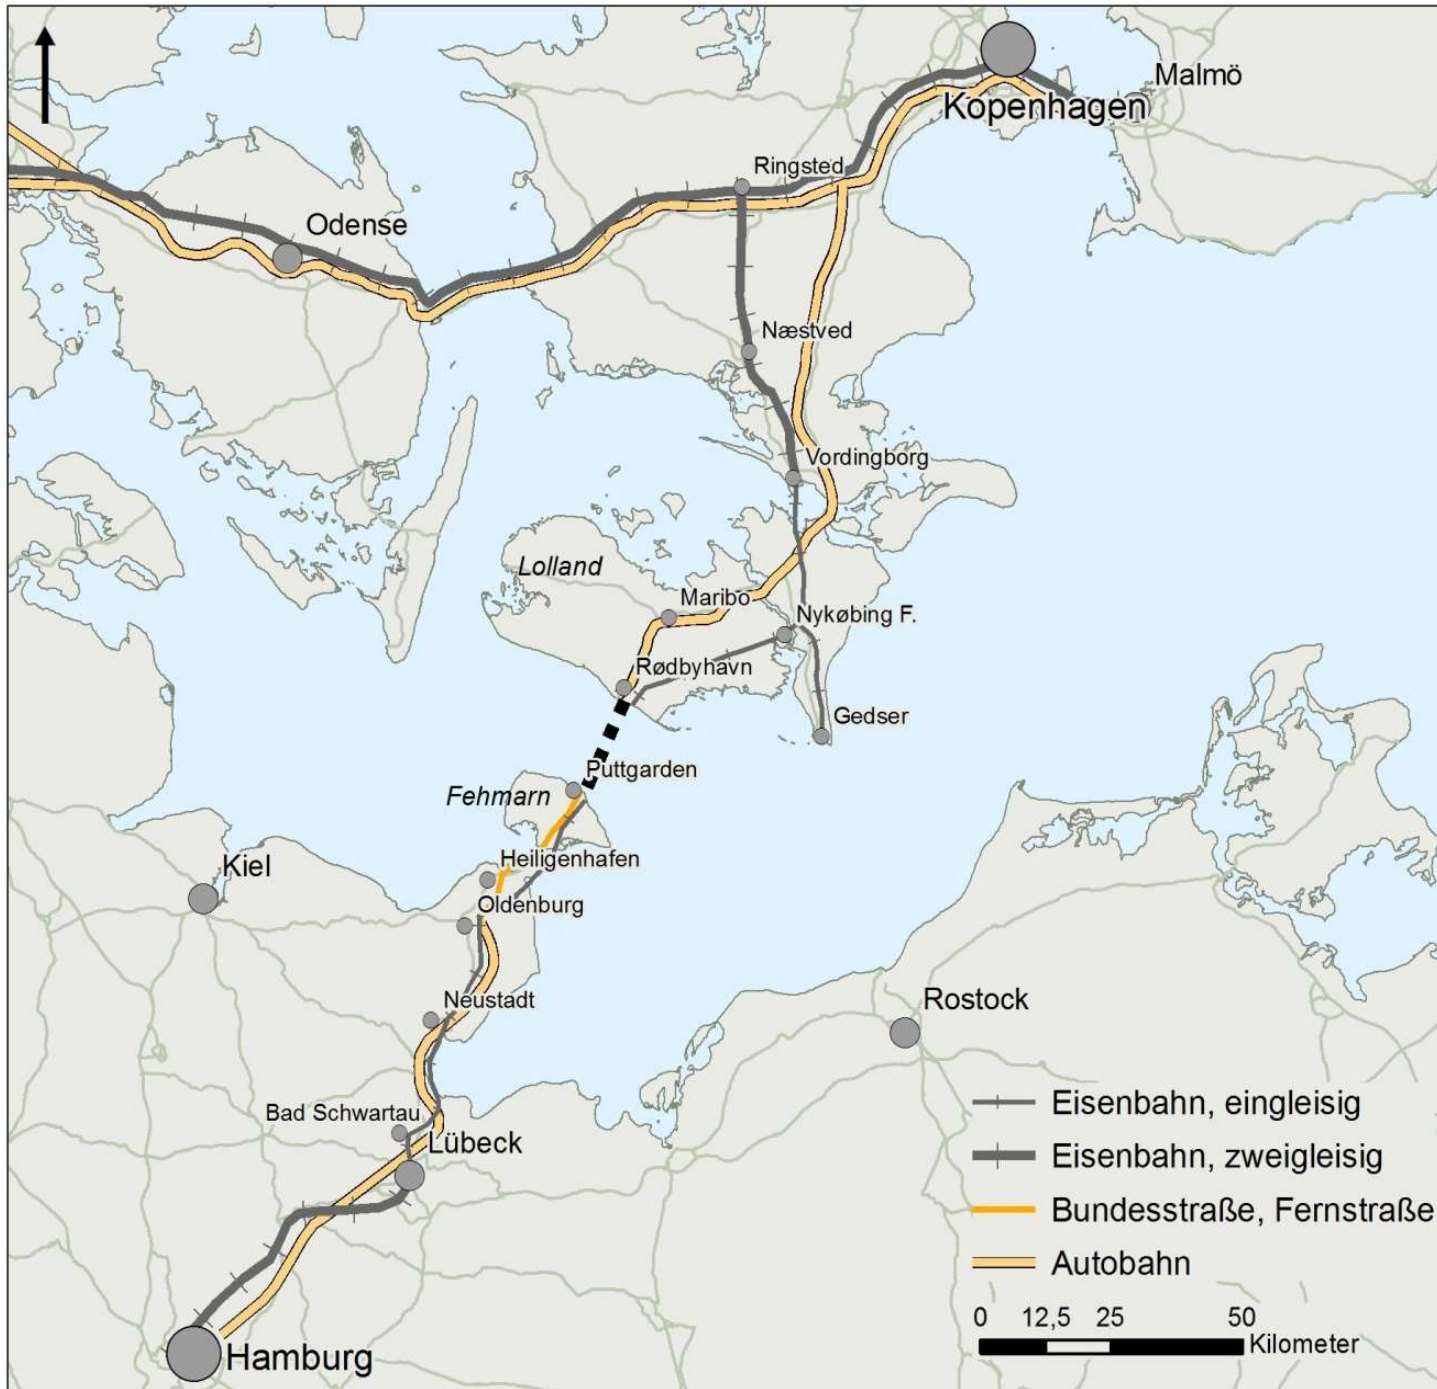 Malmö
Kopenhagen
Ringsted
Odense
Næstved
Vordingborg
Lolland
Maribo
Nykøbing F.
Rødbyhavn
Gedser
Puttgarden
Fehmarn
Heiligenhafen
Kiel
Oldenburg
Neustadt
Rostock
Bad Schwartau
Lübeck
Hamburg
Eisenbahn, eingleisig
Eisenbahn, zweigleisig
Bundesstraße, Fernstraße
Autobahn
0 12,5 25 50
Kilometer